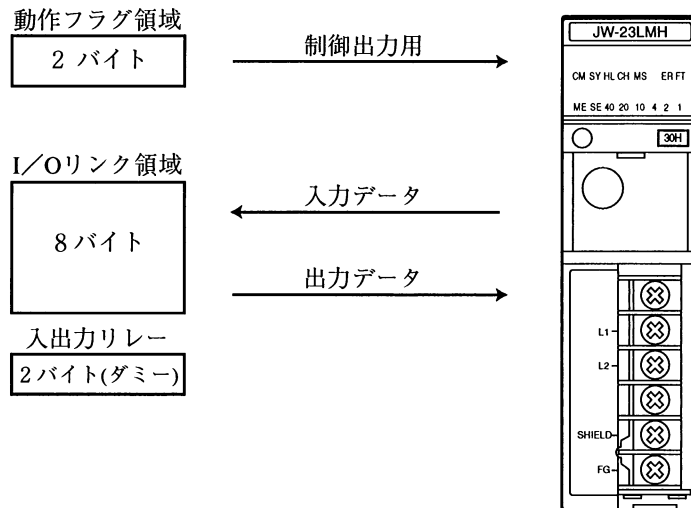 動作フラグ領域
2 バイト
制御出力用
I/Oリンク領域
8 バイト
入力データ
出力データ
入出力リレー
2バイト(ダミー)
JW-23LMH
CM SY HL CH MS ER FT
ME SE 40 20 10 4 2 1
30H
L1
L2
SHIELD
FG